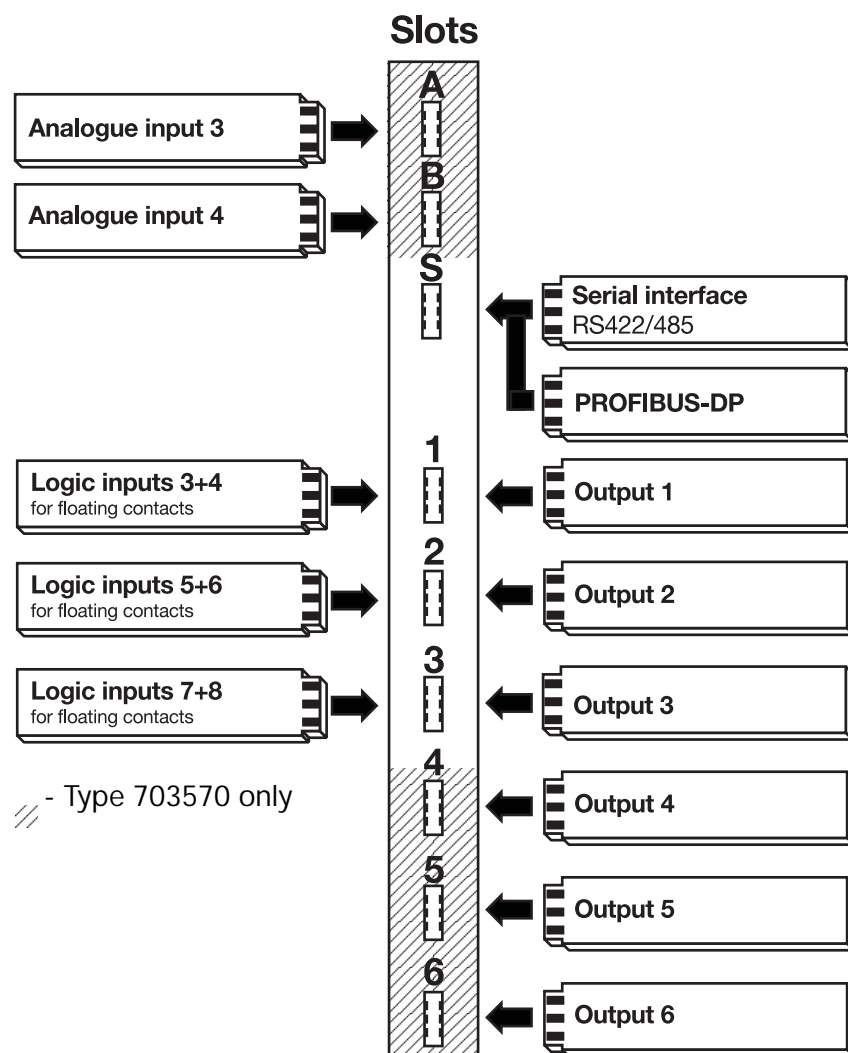 Slots
A
Analogue input 3
B
Analogue input 4
S
Serial interface
RS422/485
PROFIBUS-DP
1
Logic inputs 3+4
for floating contacts
Output 1
2
Logic inputs 5+6
for floating contacts
Output 2
3
Logic inputs 7+8
for floating contacts
Output 3
4
- Type 703570 only
Output 4
5
Output 5
6
Output 6